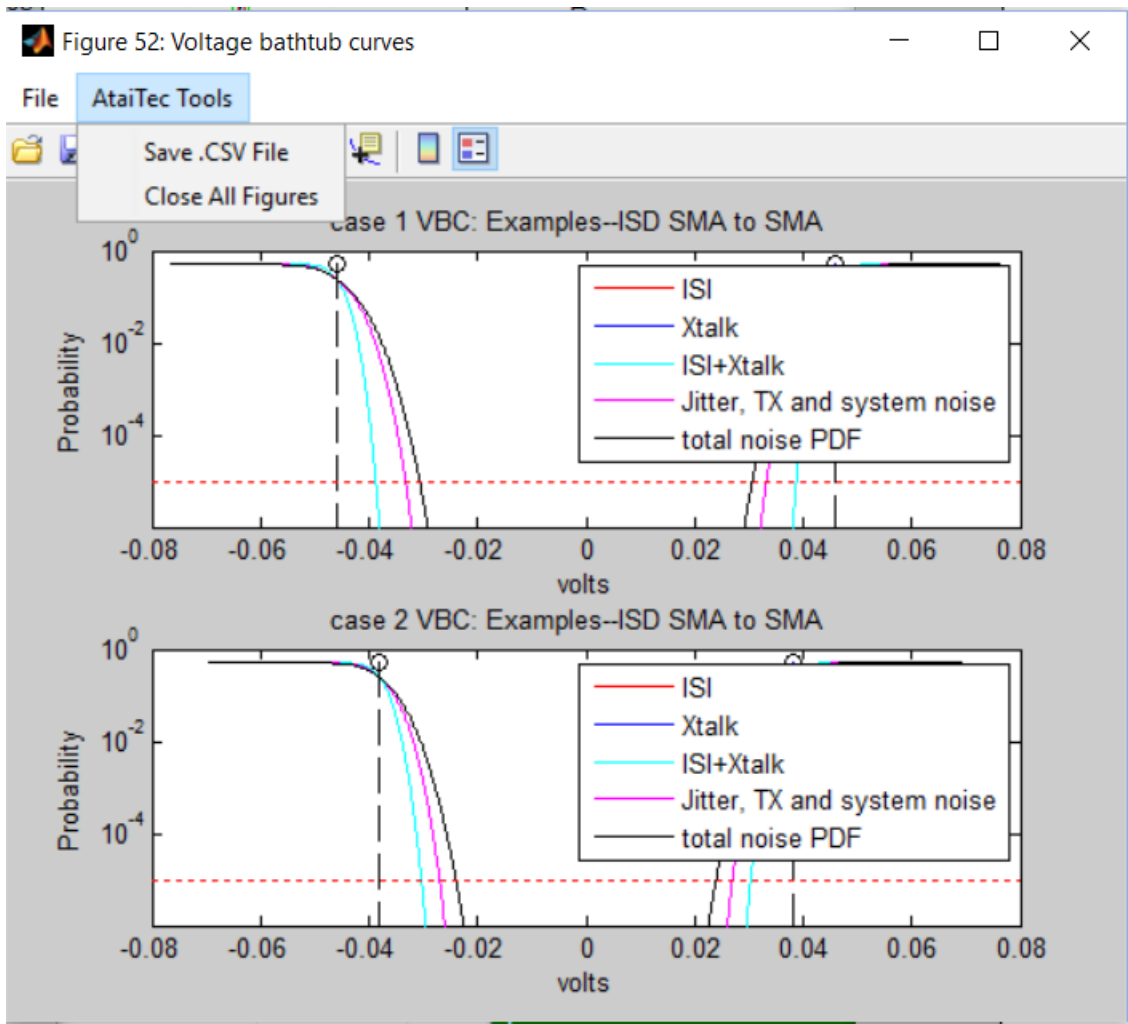 Figure 52: Voltage bathtub curves
File AtaiTec Tools
Save .CSV File
Close All Figures
case 1 VBC: Examples--ISD SMA to SMA
10^0
10^-2
10^-4
Probability
ISI
Xtalk
ISI+Xtalk
Jitter, TX and system noise
total noise PDF
-0.08 -0.06 -0.04 -0.02 0 0.02 0.04 0.06 0.08
volts
case 2 VBC: Examples--ISD SMA to SMA
10^0
10^-2
10^-4
Probability
ISI
Xtalk
ISI+Xtalk
Jitter, TX and system noise
total noise PDF
-0.08 -0.06 -0.04 -0.02 0 0.02 0.04 0.06 0.08
volts